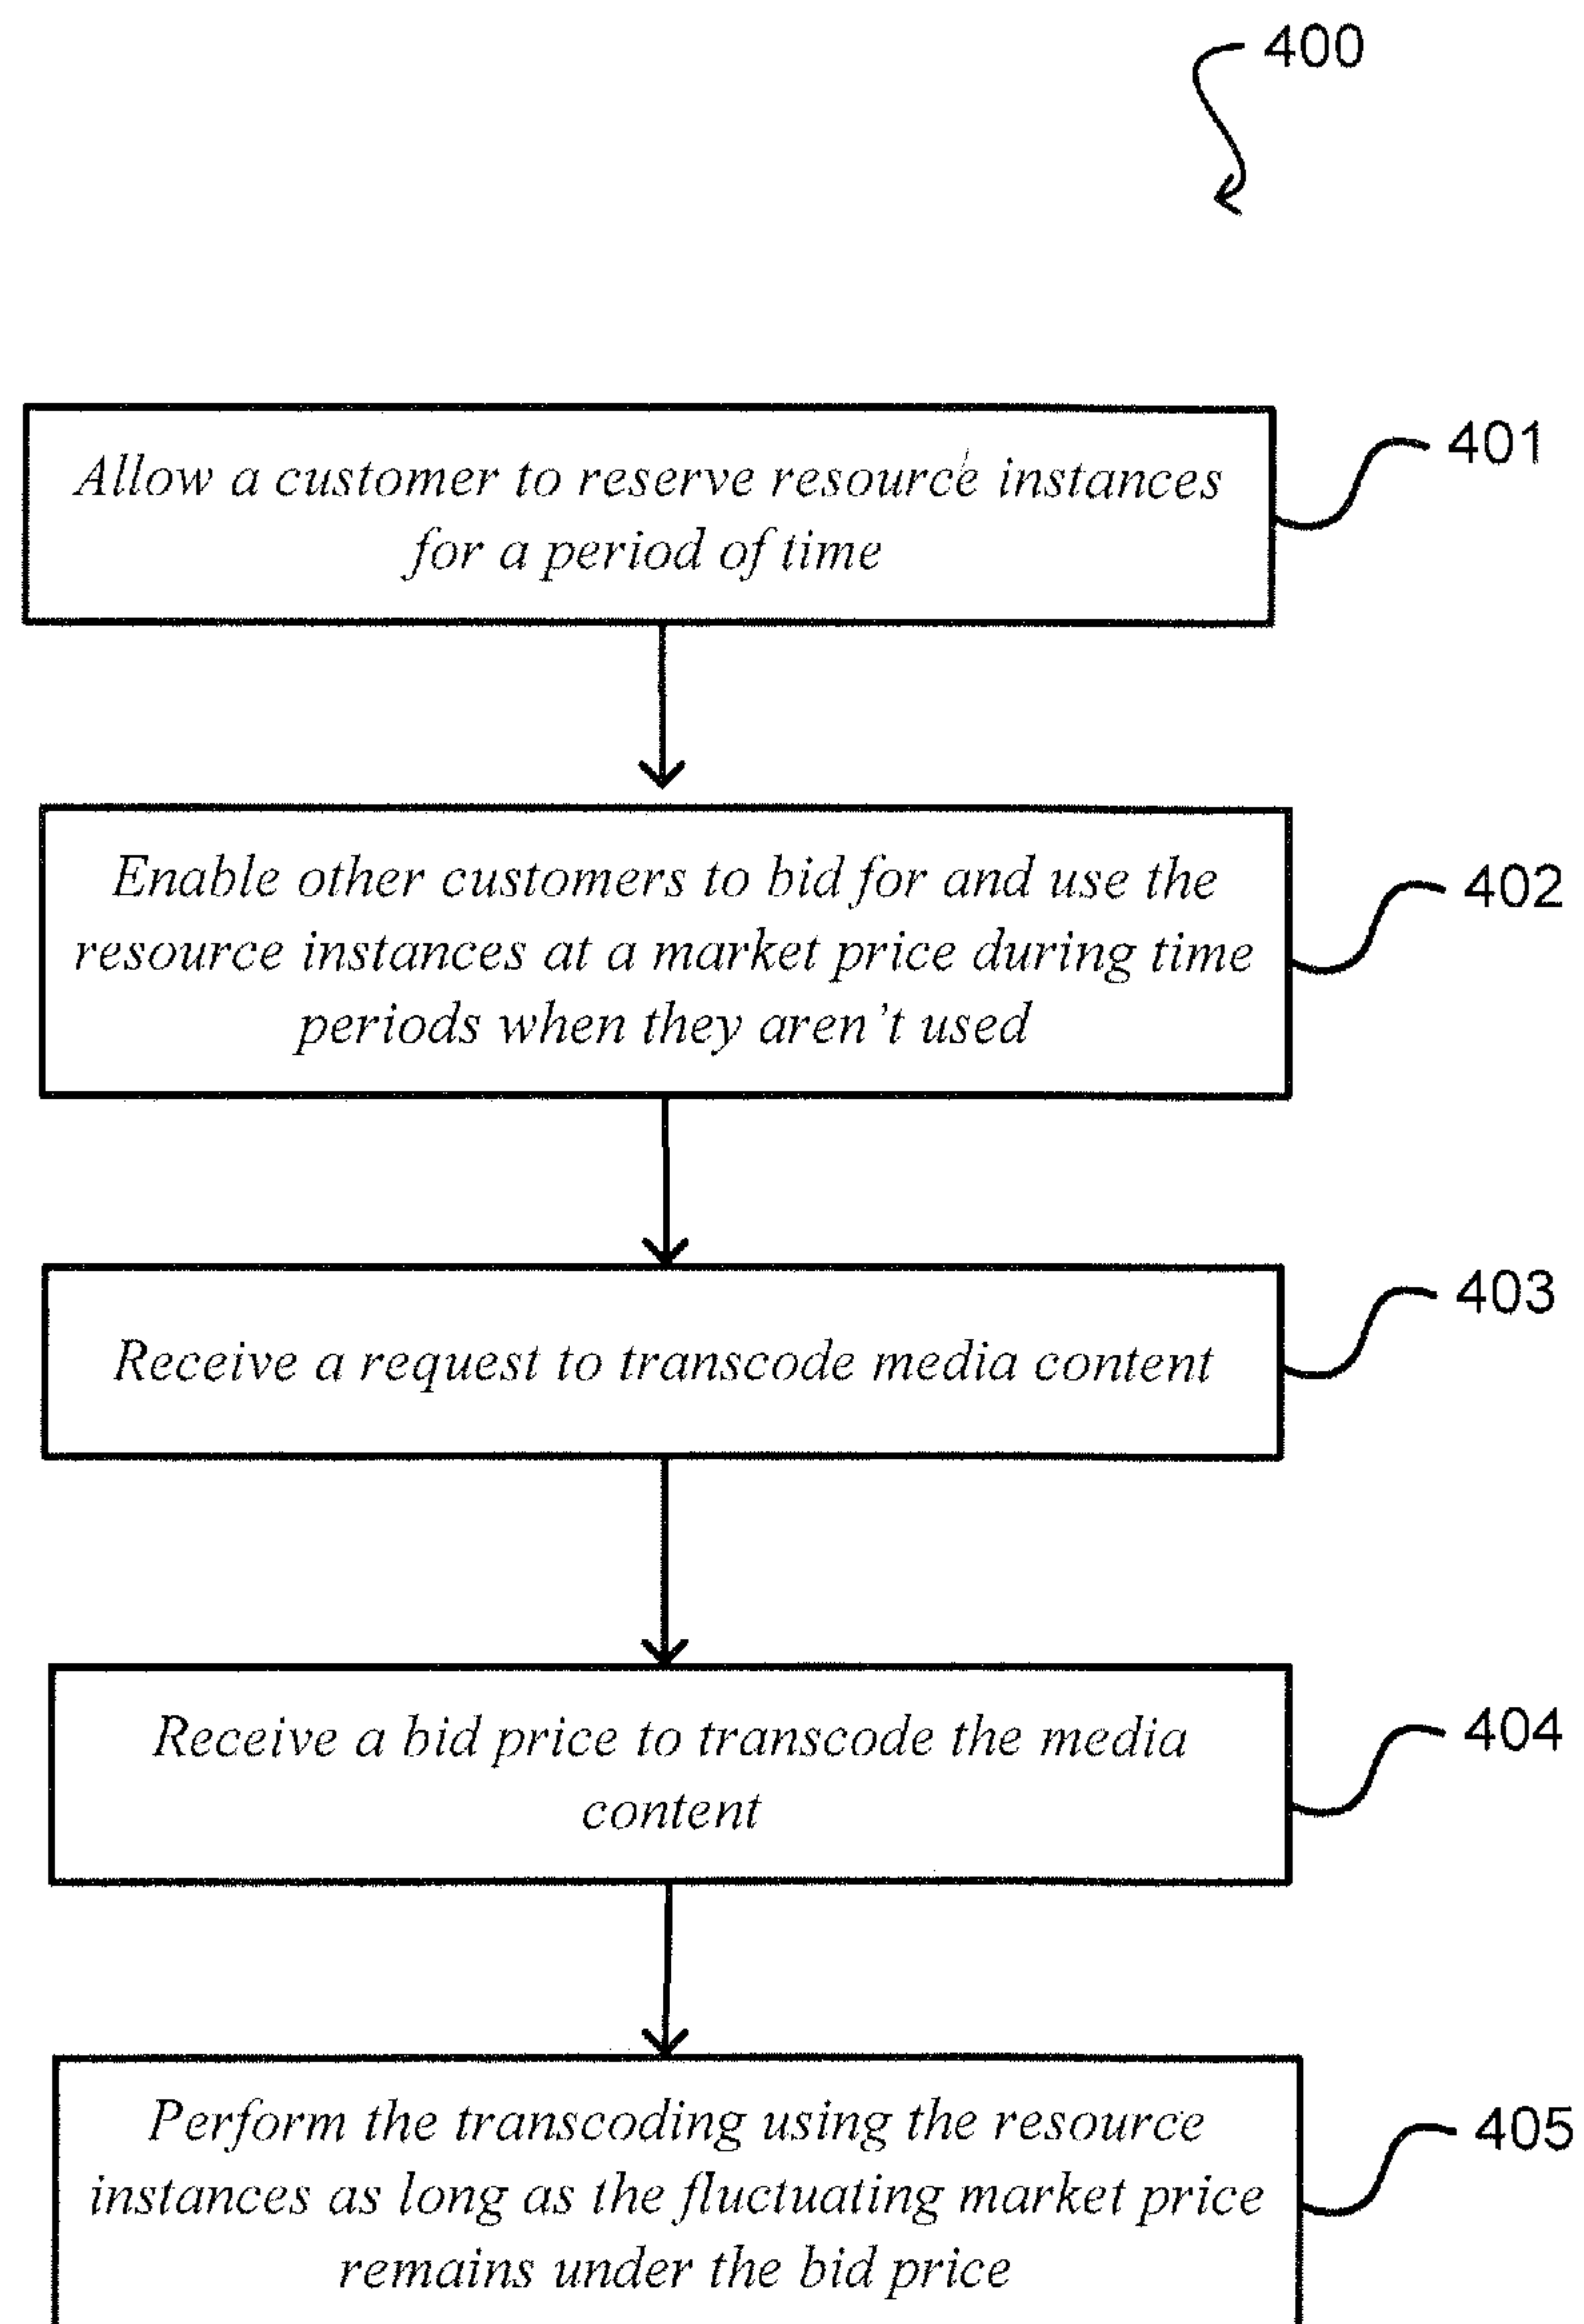 400
Allow a customer to reserve resource instances
for a period of time
401
Enable other customers to bid for and use the
resource instances at a market price during time
periods when they aren't used
402
Receive a request to transcode media content
403
Receive a bid price to transcode the media
content
404
Perform the transcoding using the resource
instances as long as the fluctuating market price
remains under the bid price
405